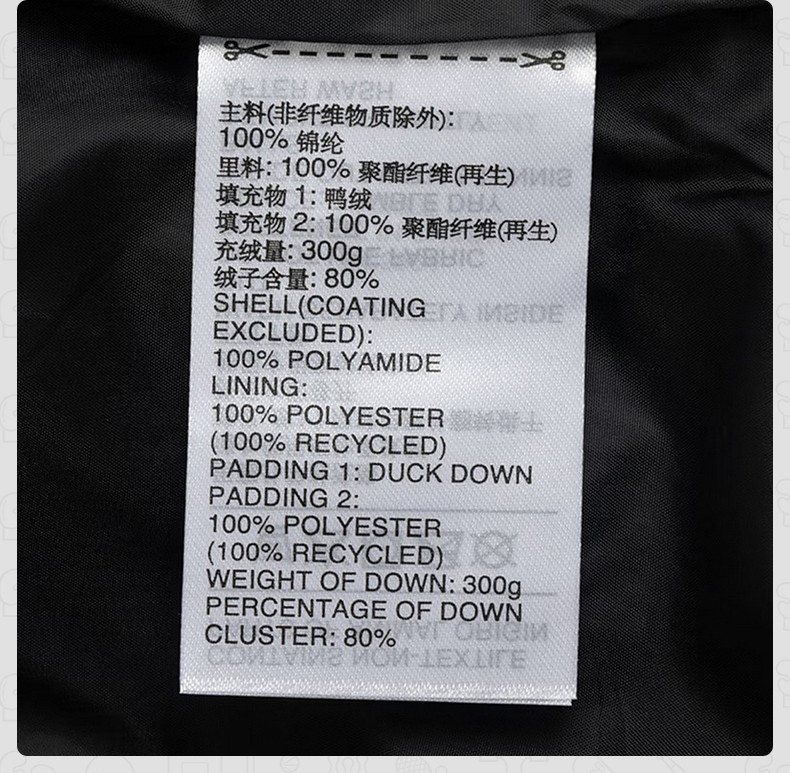 主料(非纤维物质除外):
100% 锦纶
里料: 100% 聚酯纤维(再生)
填充物 1: 鸭绒
填充物 2: 100% 聚酯纤维(再生)
充绒量: 300g
绒子含量: 80%
SHELL(COATING
EXCLUDED):
100% POLYAMIDE
LINING:
100% POLYESTER
(100% RECYCLED)
PADDING 1: DUCK DOWN
PADDING 2:
100% POLYESTER
(100% RECYCLED)
WEIGHT OF DOWN: 300g
PERCENTAGE OF DOWN
CLUSTER: 80%